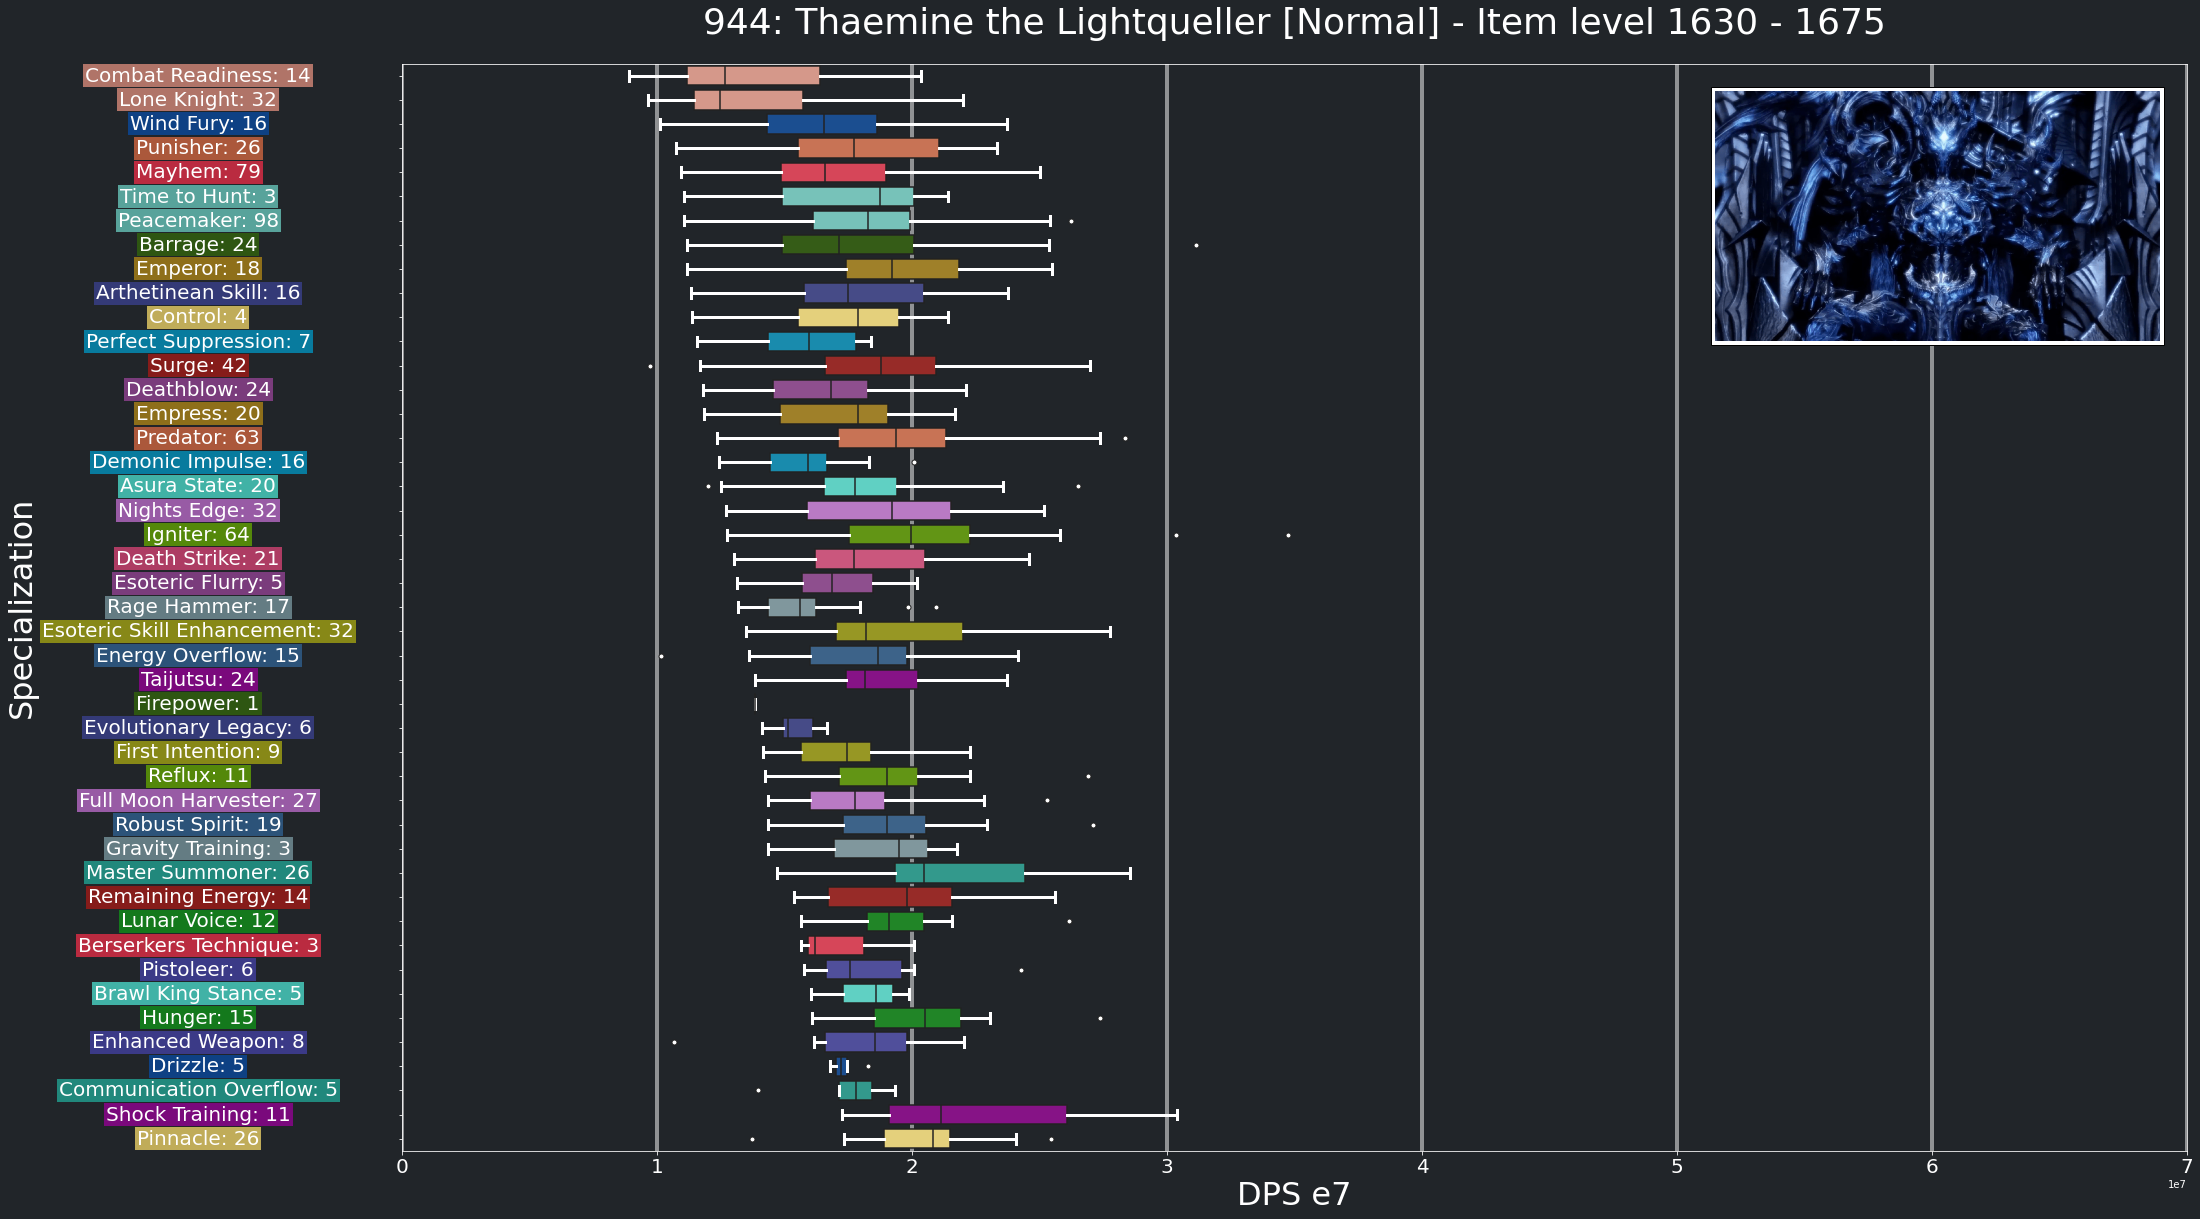 944: Thaemine the Lightqueller [Normal] - Item level 1630 - 1675
Combat Readiness: 14
Lone Knight: 32
Wind Fury: 16
Punisher: 26
Mayhem: 79
Time to Hunt: 3
Peacemaker: 98
Barrage: 24
Emperor: 18
Arthetinean Skill: 16
Control: 4
Perfect Suppression: 7
Surge: 42
Deathblow: 24
Empress: 20
Predator: 63
Demonic Impulse: 16
Asura State: 20
Nights Edge: 32
Igniter: 64
Death Strike: 21
Esoteric Flurry: 5
Rage Hammer: 17
Esoteric Skill Enhancement: 32
Energy Overflow: 15
Taijutsu: 24
Firepower: 1
Evolutionary Legacy: 6
First Intention: 9
Reflux: 11
Full Moon Harvester: 27
Robust Spirit: 19
Gravity Training: 3
Master Summoner: 26
Remaining Energy: 14
Lunar Voice: 12
Berserkers Technique: 3
Pistoleer: 6
Brawl King Stance: 5
Hunger: 15
Enhanced Weapon: 8
Drizzle: 5
Communication Overflow: 5
Shock Training: 11
Pinnacle: 26
Specialization
0 1 2 3 4 5 6 7
1e7
DPS e7